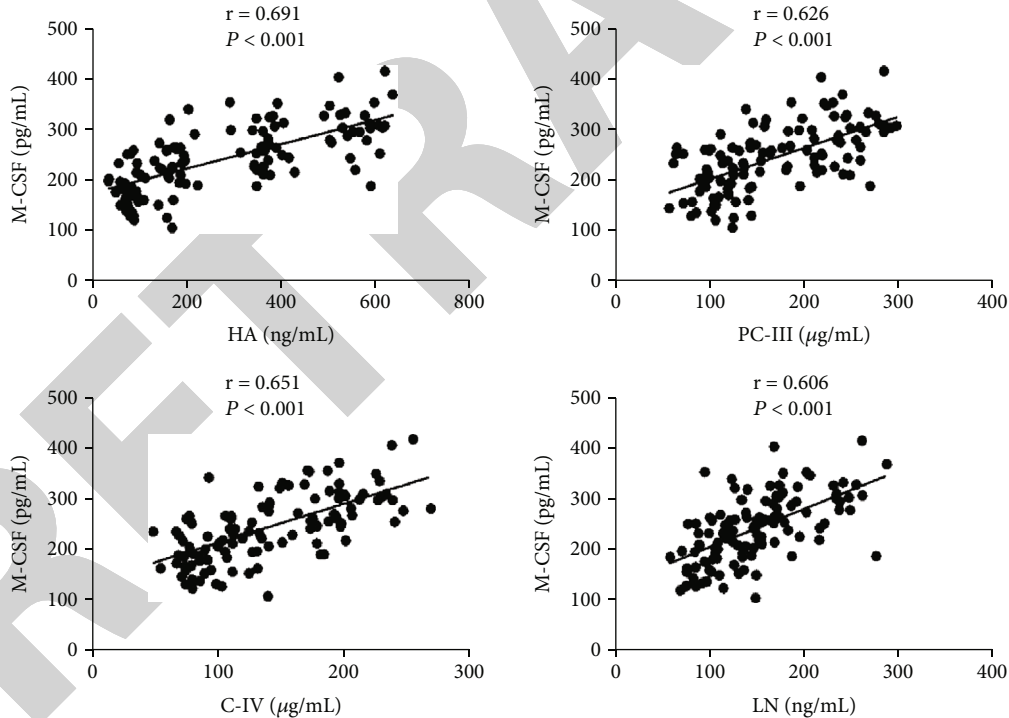 r = 0.691
P < 0.001
500
400
300
200
100
0
M-CSF (pg/mL)
0
200
400
600
800
HA (ng/mL)
r = 0.626
P < 0.001
500
400
300
200
100
0
M-CSF (pg/mL)
0
100
200
300
400
PC-III (μg/mL)
r = 0.651
P < 0.001
500
400
300
200
100
0
M-CSF (pg/mL)
0
100
200
300
C-IV (μg/mL)
r = 0.606
P < 0.001
500
400
300
200
100
0
M-CSF (pg/mL)
0
100
200
300
400
LN (ng/mL)
RETRA